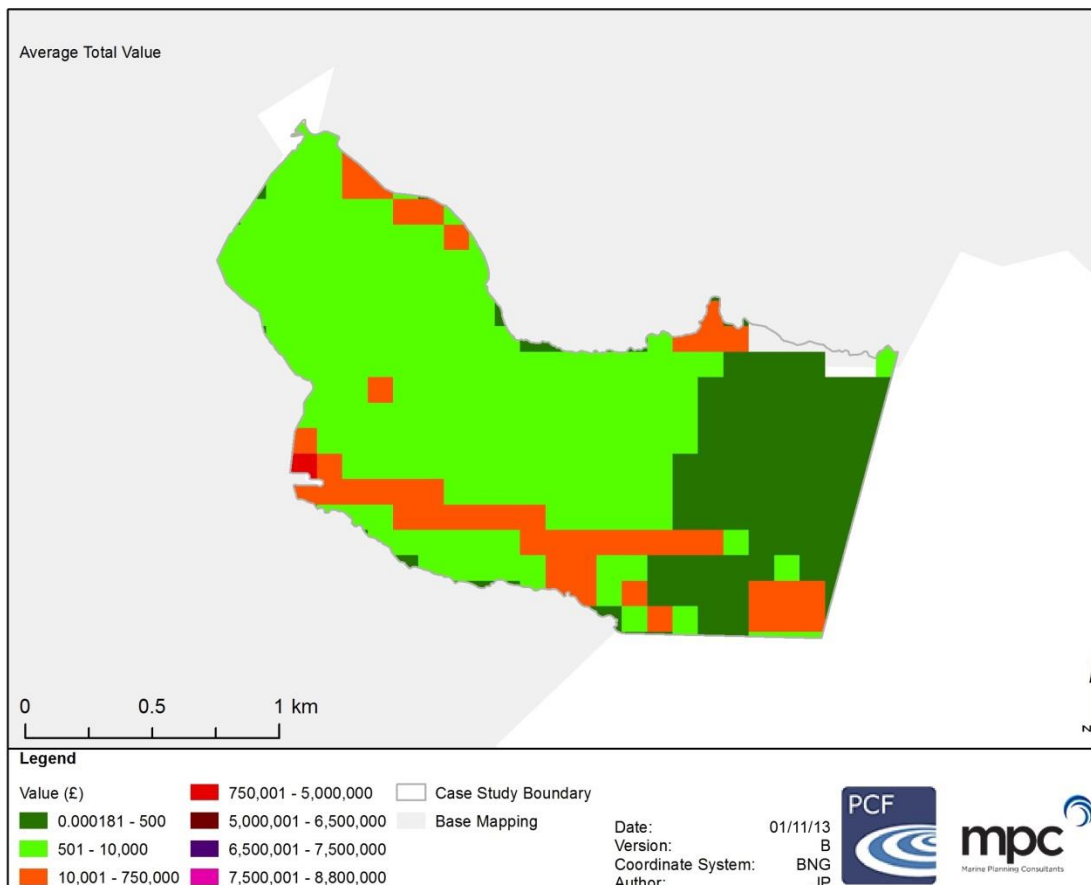 Average Total Value
0 0.5 1 km
z
Legend
Value (£)
0.000181 - 500
501 - 10,000
10,001 - 750,000
750,001 - 5,000,000
5,000,001 - 6,500,000
6,500,001 - 7,500,000
7,500,001 - 8,800,000
Case Study Boundary
Base Mapping
Date: 01/11/13
Version: B
Coordinate System: BNG
Author: JP
PCF
mpc
Marine Planning Consultants